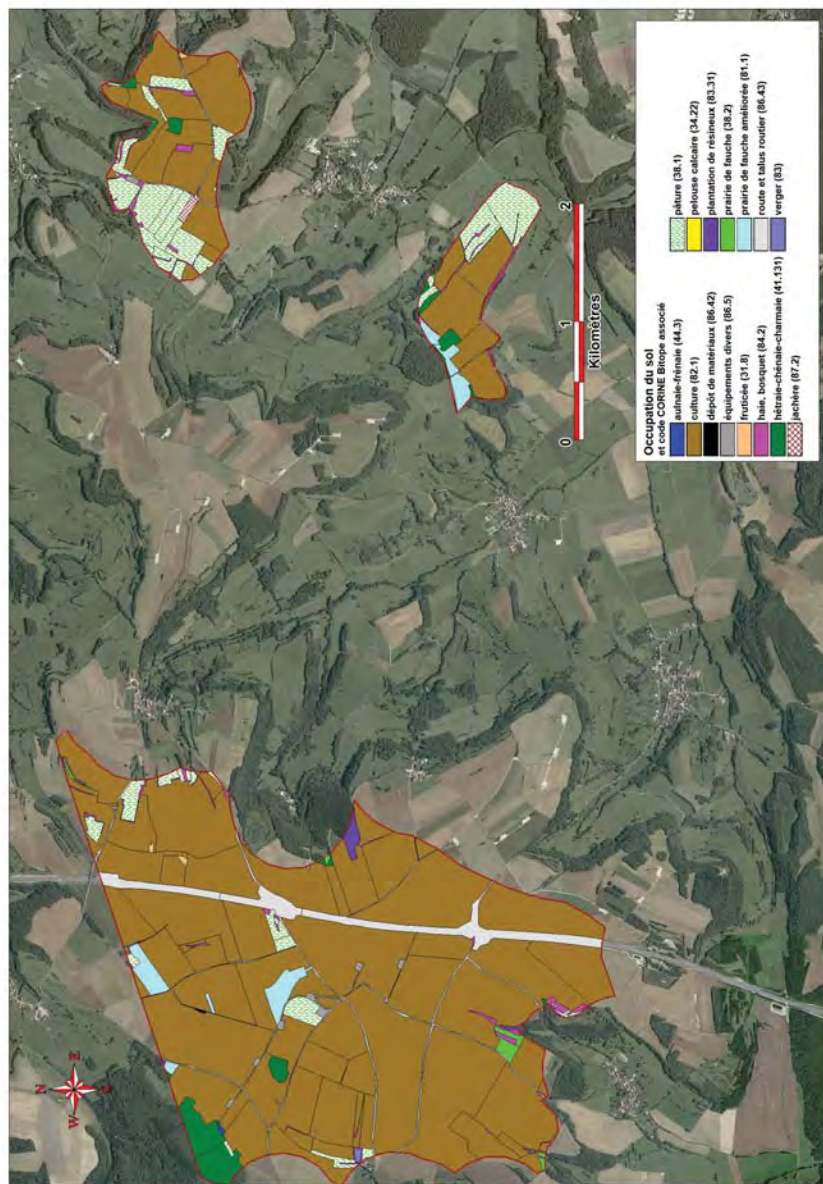 N
W
E
S
0
1
2
Kilomètres
Occupation du sol
et code CORINE Bitope associé
aulnaie-frênaie (44.3)
culture (82.1)
dépôt de matériaux (86.42)
équipements divers (86.5)
fruticée (31.8)
haie, bosquet (84.2)
hêtraie-chênaie-charmaie (41.131)
jachère (87.2)
pâture (38.1)
pelouse calcaire (34.22)
plantation de résineux (83.31)
prairie de fauche (38.2)
prairie de fauche améliorée (81.1)
route et talus routier (86.43)
verger (83)